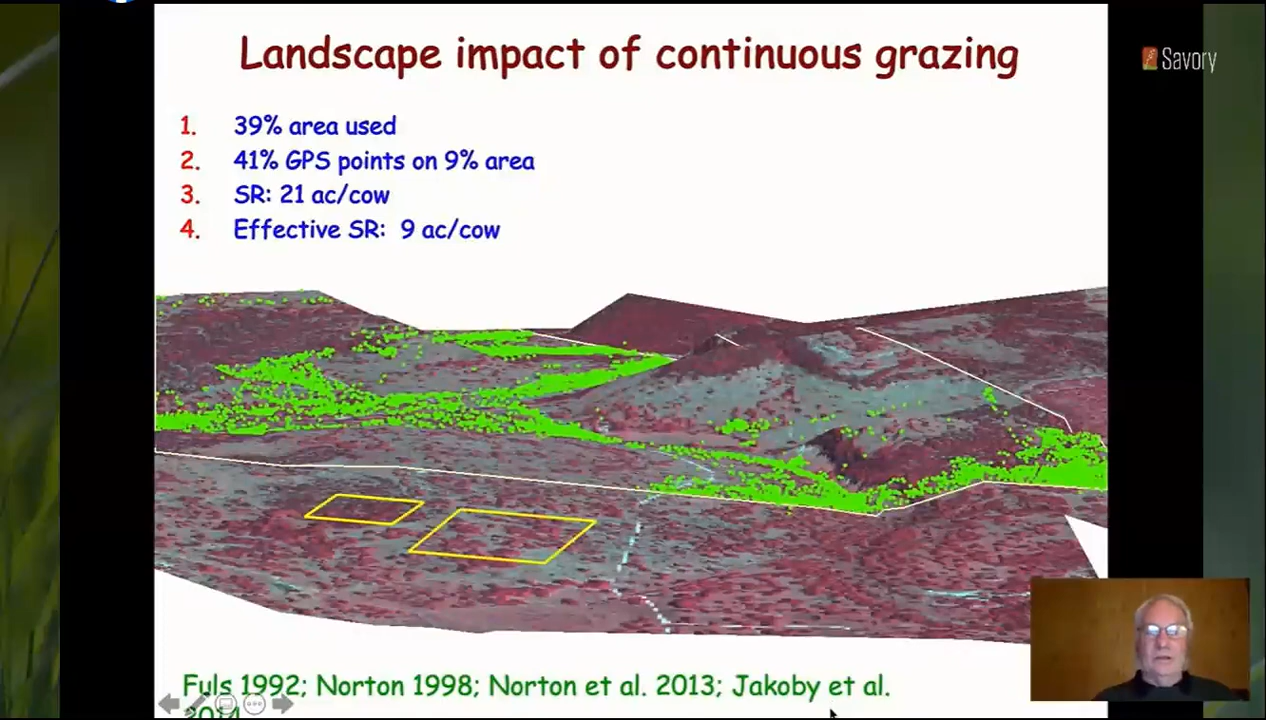 Landscape impact of continuous grazing
Savory
1. 39% area used
2. 41% GPS points on 9% area
3. SR: 21 ac/cow
4. Effective SR: 9 ac/cow
Fuls 1992; Norton 1998; Norton et al. 2013; Jakoby et al.
2014